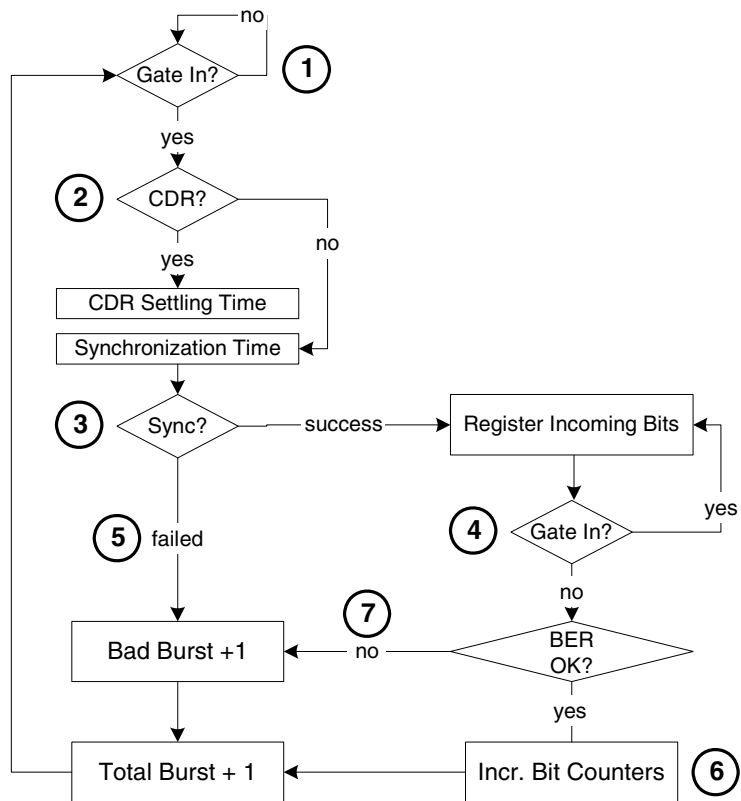 no
Gate In?
1
yes
2
CDR?
no
yes
CDR Settling Time
Synchronization Time
3
Sync?
success
Register Incoming Bits
yes
5
failed
4
Gate In?
no
7
Bad Burst +1
no
BER
OK?
yes
Total Burst + 1
Incr. Bit Counters
6